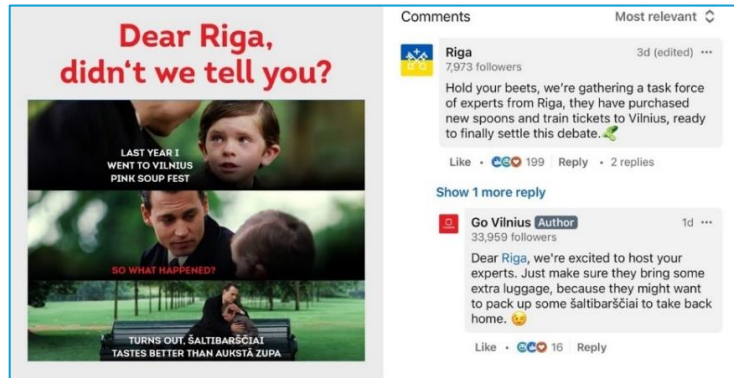 Dear Riga,
didn‘t we tell you?
LAST YEAR I
WENT TO VILNIUS
PINK SOUP FEST
SO WHAT HAPPENED?
TURNS OUT, ŠALTIBARŠČIAI
TASTES BETTER THAN AUKSTĀ ZUPA
Comments
Most relevant
Riga
3d (edited) •••
7,973 followers
Hold your beets, we're gathering a task force
of experts from Riga, they have purchased
new spoons and train tickets to Vilnius, ready
to finally settle this debate.
Like • 199 Reply • 2 replies
Show 1 more reply
Go Vilnius Author
1d •••
33,959 followers
Dear Riga, we're excited to host your
experts. Just make sure they bring some
extra luggage, because they might want
to pack up some šaltibarščiai to take back
home.
Like • 16 Reply